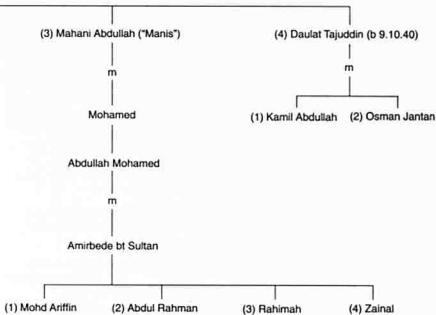 (3) Mahani Abdullah ("Manis")
(4) Daulat Tajuddin (b 9.10.40)
m
m
Mohamed
(1) Kamil Abdullah (2) Osman Jantan
Abdullah Mohamed
m
Amirbede bt Sultan
(1) Mohd Ariffin (2) Abdul Rahman (3) Rahimah (4) Zainal